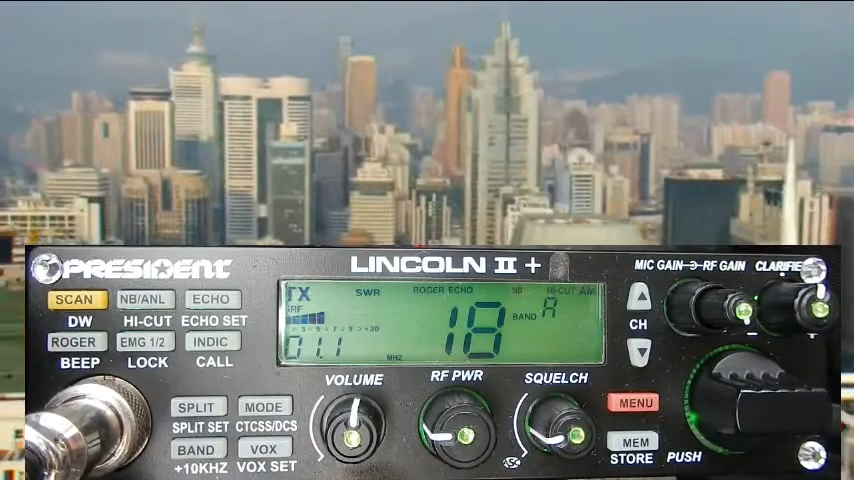 PRESIDENT
LINCOLN II +
MIC GAIN RF GAIN CLARIFIER
SCAN NB/ANL ECHO
DW HI-CUT ECHO SET
ROGER EMG 1/2 INDIC
BEEP LOCK CALL
TX SWR ROGER ECHO NB HI-CUT AM
RF
BAND A
18
01.1 MHZ
CH
VOLUME RF PWR SQUELCH
SPLIT MODE
SPLIT SET CTCSS/DCS
BAND VOX
+10KHZ VOX SET
ASC
MENU
MEM
STORE PUSH